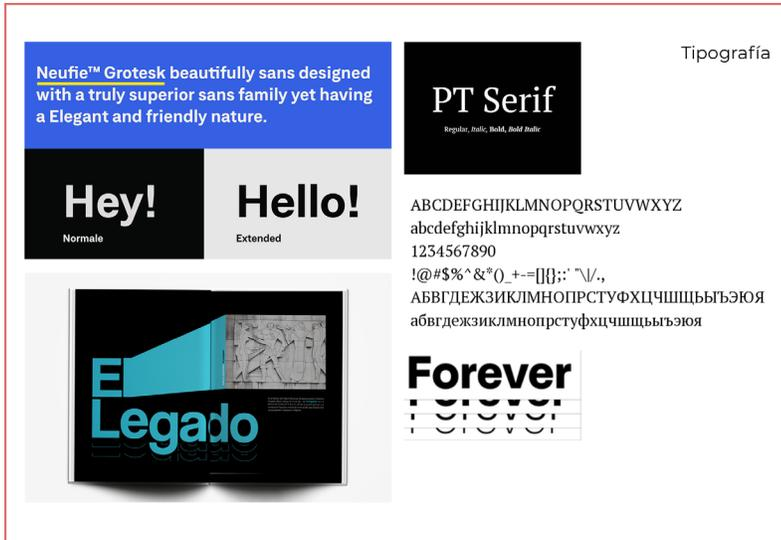 Tipografía
Neufie™ Grotesk beautifully sans designed
with a truly superior sans family yet having
a Elegant and friendly nature.
Hey!
Normale
Hello!
Extended
El
Legado
PT Serif
Regular, Italic, Bold, Bold Italic
ABCDEFGHIJKLMNOPQRSTUVWXYZ
abcdefghijklmnopqrstuvwxyz
1234567890
!@#$%^&*()_+-=[]{};:' "\|/.,
АБВГДЕЖЗИКЛМНОПРСТУФХЦЧШЩЬЫЪЭЮЯ
абвгдежзиклмнопрстуфхцчшщьыъэюя
Forever
Forever